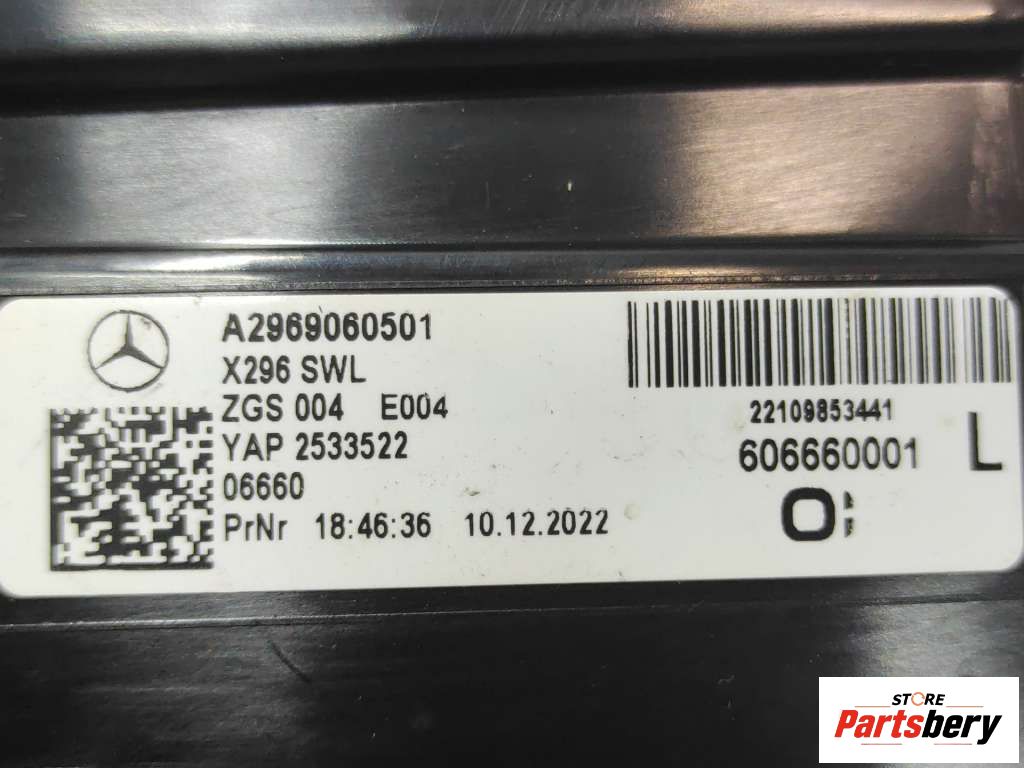 A2969060501
X296 SWL
ZGS 004 E004
YAP 2533522
06660
PrNr 18:46:36 10.12.2022
22109853441
606660001 L
STORE
Partsbery